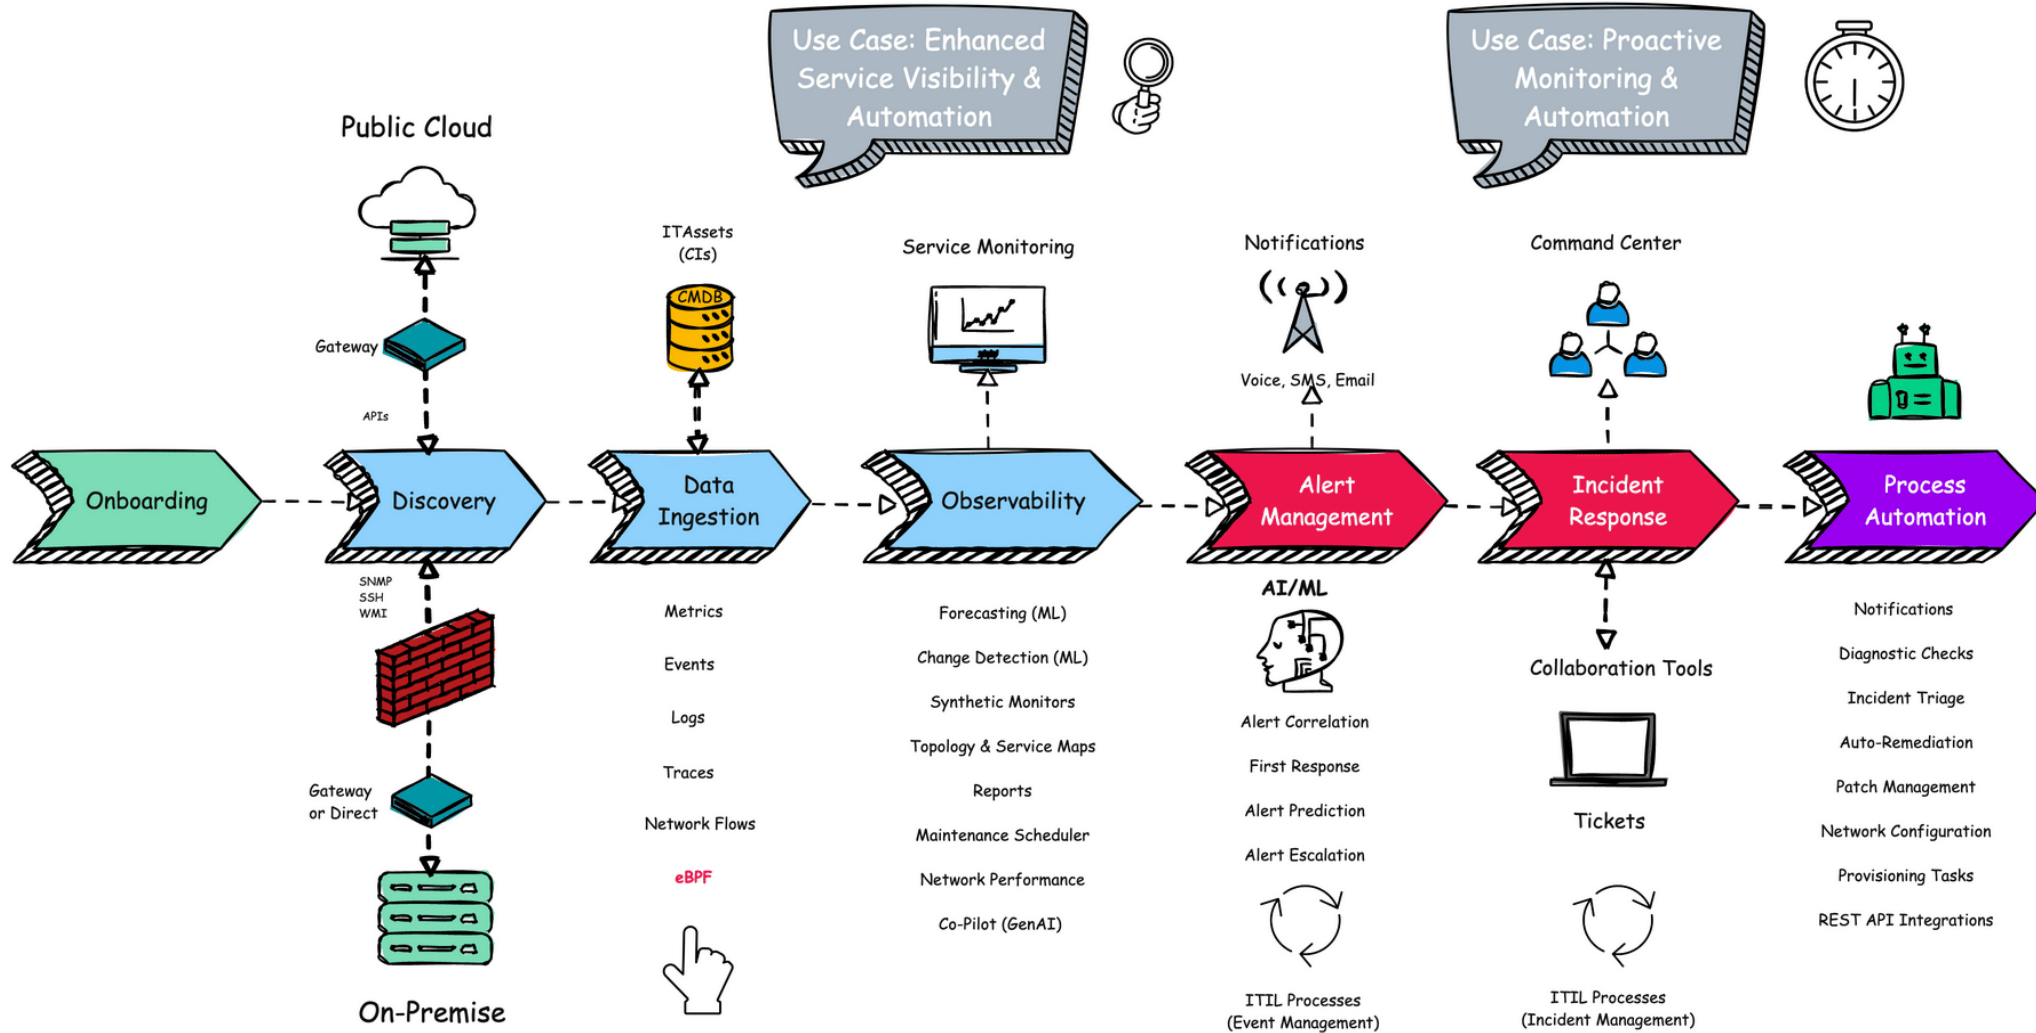 Use Case: Enhanced
Service Visibility &
Automation
Use Case: Proactive
Monitoring &
Automation
Public Cloud
Gateway
APIs
ITAssets
(CIs)
CMDB
Service Monitoring
Notifications
Voice, SMS, Email
Command Center
Onboarding
Discovery
Data
Ingestion
Observability
Alert
Management
Incident
Response
Process
Automation
SNMP
SSH
WMI
Gateway
or Direct
On-Premise
Metrics
Events
Logs
Traces
Network Flows
eBPF
Forecasting (ML)
Change Detection (ML)
Synthetic Monitors
Topology & Service Maps
Reports
Maintenance Scheduler
Network Performance
Co-Pilot (GenAI)
AI/ML
Alert Correlation
First Response
Alert Prediction
Alert Escalation
ITIL Processes
(Event Management)
Collaboration Tools
Tickets
ITIL Processes
(Incident Management)
Notifications
Diagnostic Checks
Incident Triage
Auto-Remediation
Patch Management
Network Configuration
Provisioning Tasks
REST API Integrations